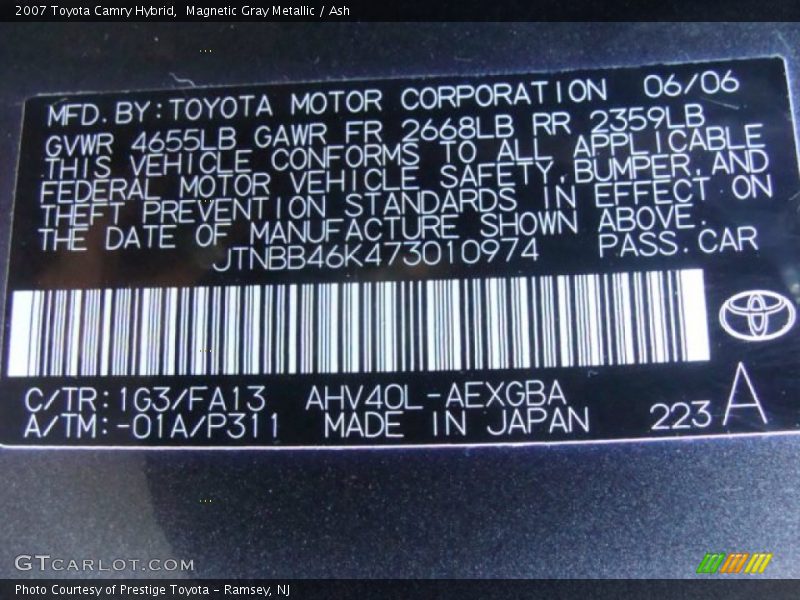 2007 Toyota Camry Hybrid,  Magnetic Gray Metallic / Ash
MFD. BY: TOYOTA MOTOR CORPORATION 06/06
GVWR 4655LB GAWR FR 2668LB RR 2359LB
THIS VEHICLE CONFORMS TO ALL APPLICABLE
FEDERAL MOTOR VEHICLE SAFETY, BUMPER, AND
THEFT PREVENTION STANDARDS IN EFFECT ON
THE DATE OF MANUFACTURE SHOWN ABOVE.
JTNBB46K473010974 PASS. CAR
C/TR: 1G3/FA13 AHV40L-AEXGBA
A/TM: -01A/P311 MADE IN JAPAN 223 A
GTCARLOT.COM
Photo Courtesy of Prestige Toyota - Ramsey, NJ